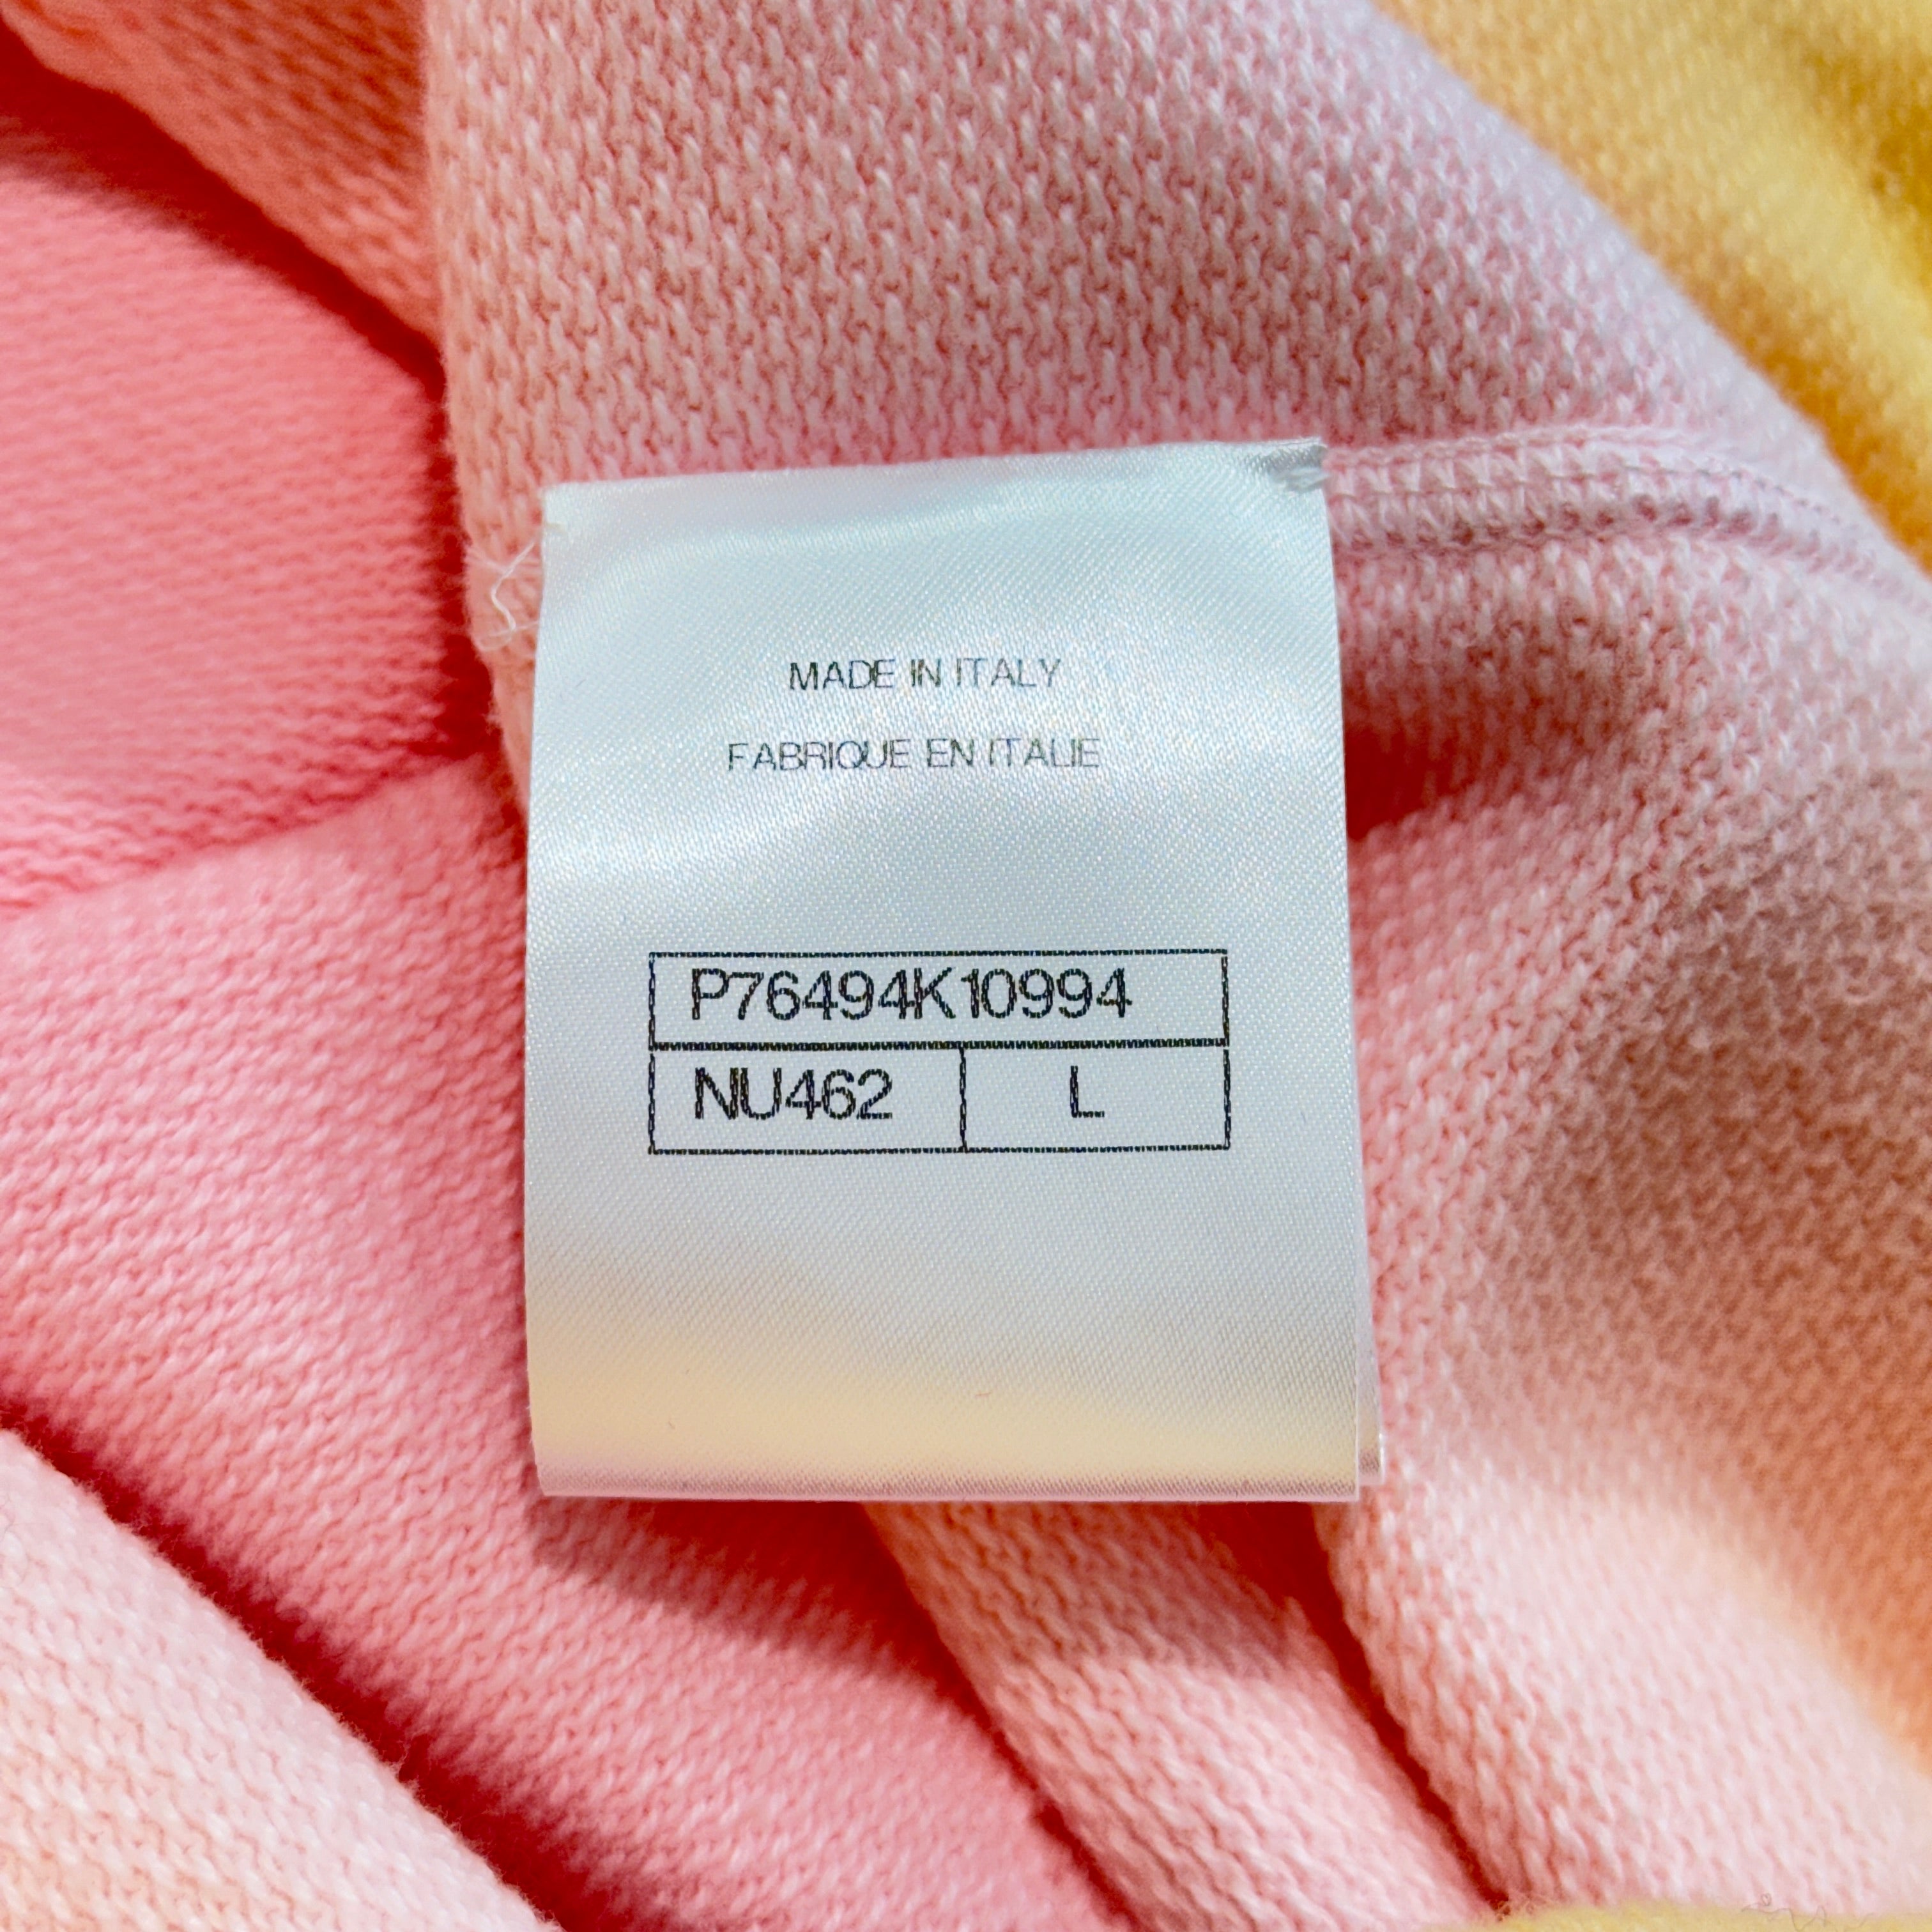 MADE IN ITALY
FABRIQUE EN ITALIE
P76494K10994
NU462 L